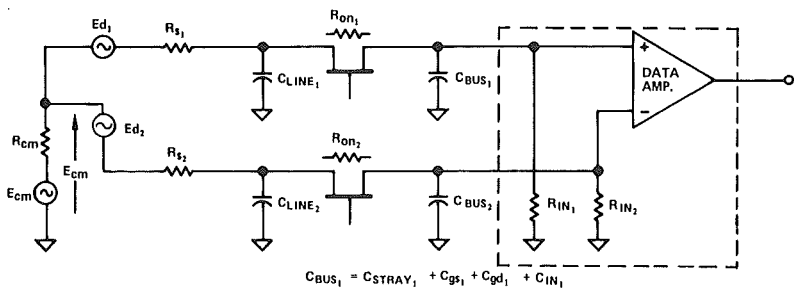 Ed₁
Rs₁
Ron₁
CLINE₁
CBUS₁
+
DATA
AMP.
−
Rcm
Ecm
Ed₂
Ecm
Rs₂
Ron₂
CLINE₂
CBUS₂
RIN₁
RIN₂
CBUS₁ = CSTRAY₁ + Cgs₁ + Cgd₁ + CIN₁